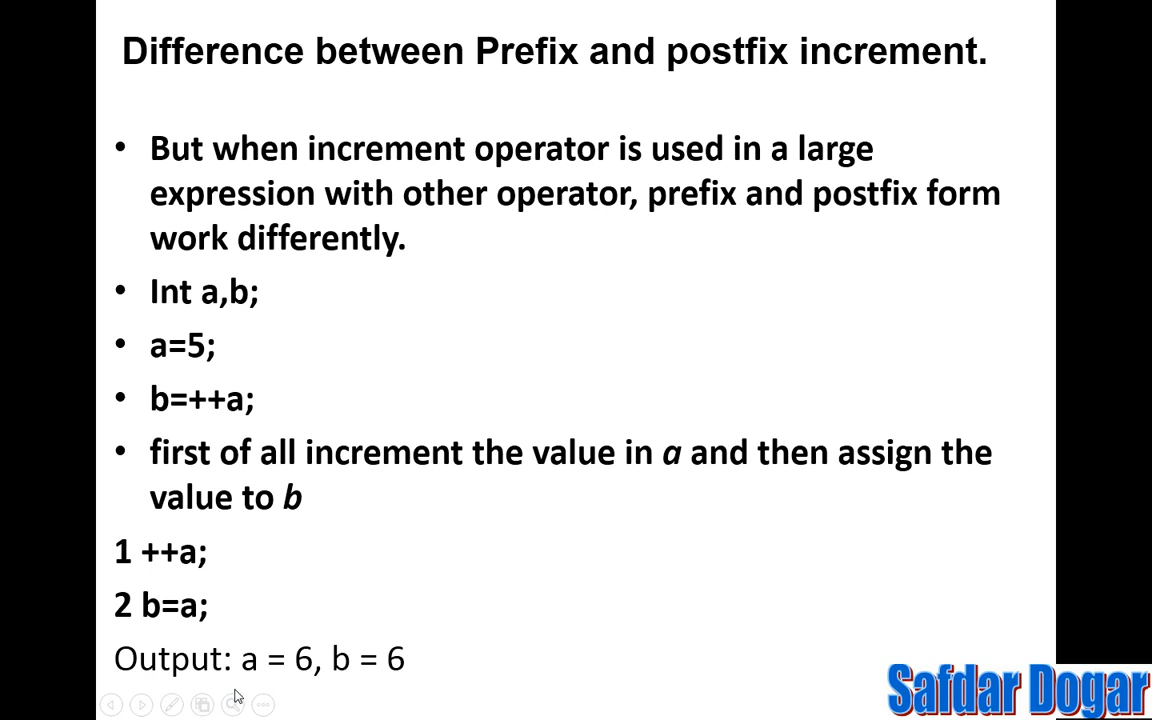 Difference between Prefix and postfix increment.
• But when increment operator is used in a large
expression with other operator, prefix and postfix form
work differently.
• Int a,b;
• a=5;
• b=++a;
• first of all increment the value in a and then assign the
value to b
1 ++a;
2 b=a;
Output: a = 6, b = 6
Safdar Dogar